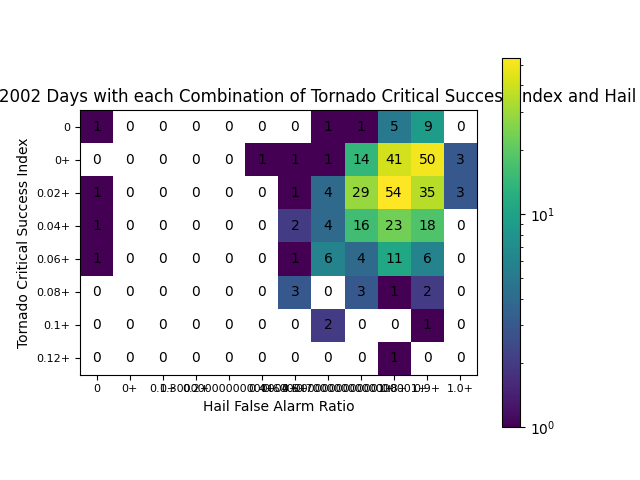 2002 Days with each Combination of Tornado Critical Success Index and Hail
Tornado Critical Success Index
0 1 0 0 0 0 0 0 1 1 5 9 0
0+ 0 0 0 0 0 1 1 1 14 41 50 3
0.02+ 1 0 0 0 0 0 1 4 29 54 35 3
0.04+ 1 0 0 0 0 0 2 4 16 23 18 0
0.06+ 1 0 0 0 0 0 1 6 4 11 6 0
0.08+ 0 0 0 0 0 0 3 0 3 1 2 0
0.1+ 0 0 0 0 0 0 0 2 0 0 1 0
0.12+ 0 0 0 0 0 0 0 0 0 1 0 0
0 0+ 0.9+ 1.0+
Hail False Alarm Ratio
10¹
10⁰